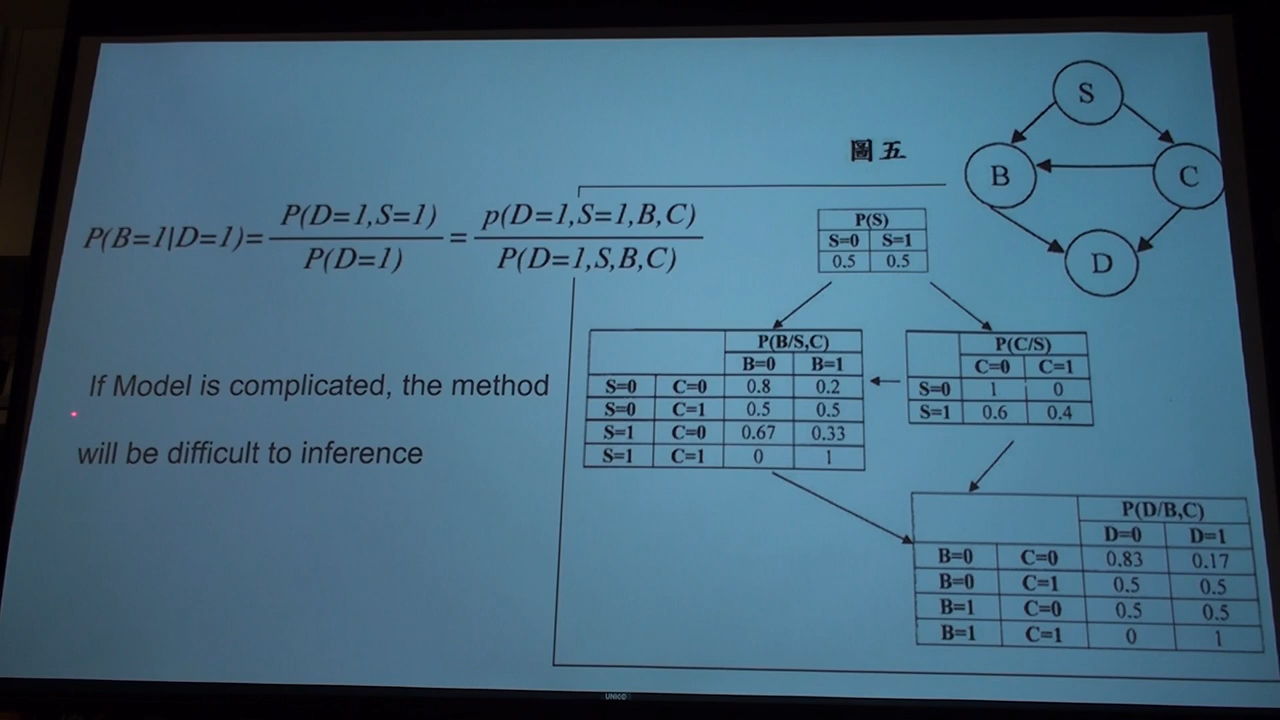 圖五
S
B
C
D
P(B=1|D=1)= P(D=1,S=1) / P(D=1) = p(D=1,S=1,B,C) / P(D=1,S,B,C)
If Model is complicated, the method
will be difficult to inference
P(S)
S=0 S=1
0.5 0.5
P(B/S,C)
B=0 B=1
S=0 C=0 0.8 0.2
S=0 C=1 0.5 0.5
S=1 C=0 0.67 0.33
S=1 C=1 0 1
P(C/S)
C=0 C=1
S=0 1 0
S=1 0.6 0.4
P(D/B,C)
D=0 D=1
B=0 C=0 0.83 0.17
B=0 C=1 0.5 0.5
B=1 C=0 0.5 0.5
B=1 C=1 0 1
UNICO